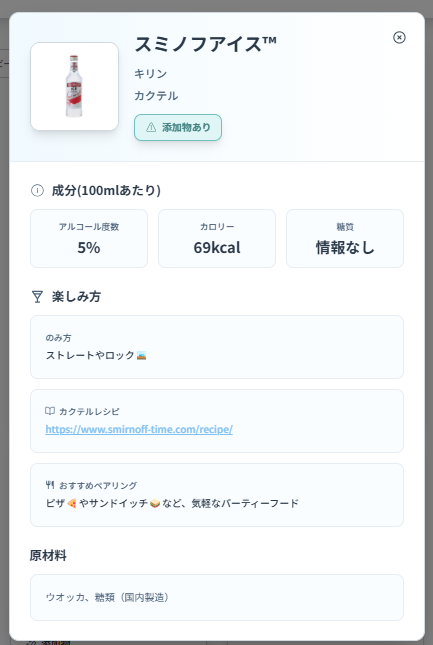 スミノフアイス™
キリン
カクテル
添加物あり
成分(100mlあたり)
アルコール度数
5%
カロリー
69kcal
糖質
情報なし
楽しみ方
のみ方
ストレートやロック
カクテルレシピ
https://www.smirnoff-time.com/recipe/
おすすめペアリング
ピザ🍕やサンドイッチ🥪など、気軽なパーティーフード
原材料
ウオッカ、糖類（国内製造）